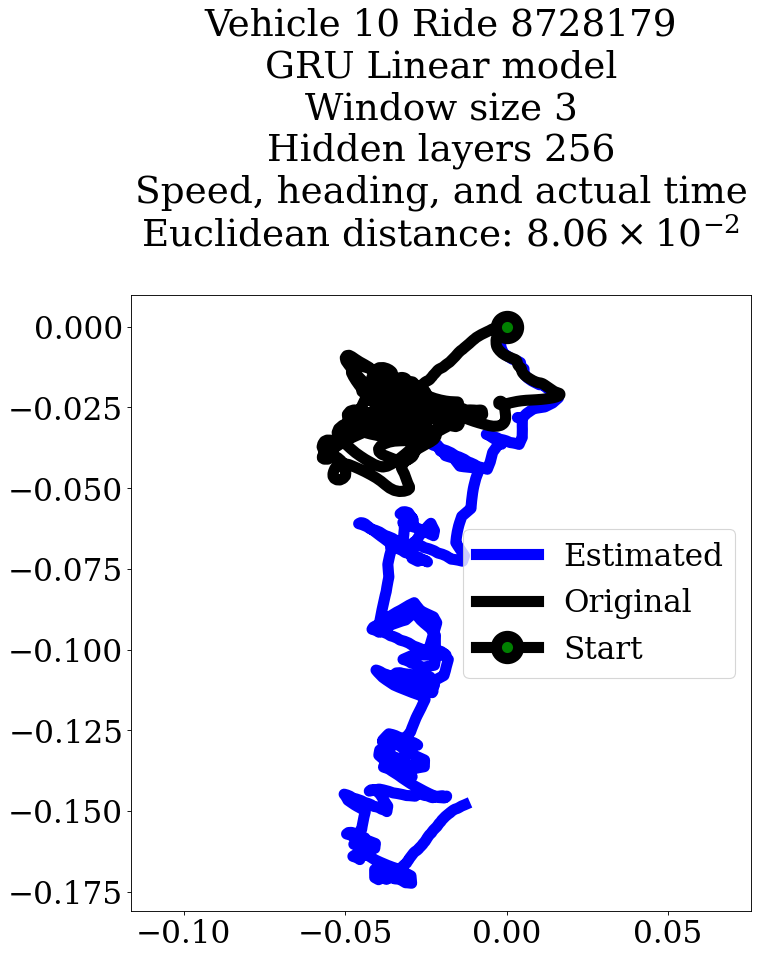 Vehicle 10 Ride 8728179
GRU Linear model
Window size 3
Hidden layers 256
Speed, heading, and actual time
Euclidean distance: 8.06 × 10⁻²
0.000
−0.025
−0.050
−0.075
−0.100
−0.125
−0.150
−0.175
Estimated
Original
Start
−0.10
−0.05
0.00
0.05